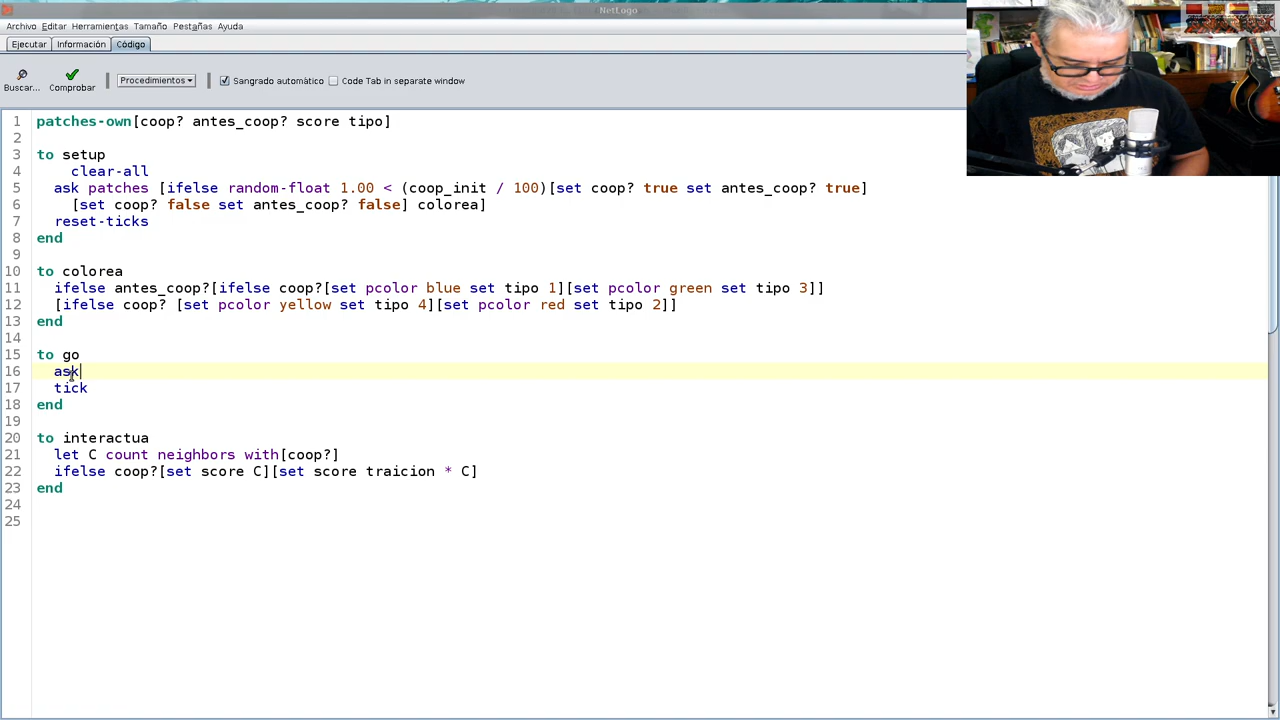 NetLogo
Archivo Editar Herramientas Tamaño Pestañas Ayuda
Ejecutar Información Código
Buscar... Comprobar Procedimientos Sangrado automático Code Tab in separate window
1 patches-own[coop? antes_coop? score tipo]
2
3 to setup
4 clear-all
5 ask patches [ifelse random-float 1.00 < (coop_init / 100)[set coop? true set antes_coop? true]
6 [set coop? false set antes_coop? false] colorea]
7 reset-ticks
8 end
9
10 to colorea
11 ifelse antes_coop?[ifelse coop?[set pcolor blue set tipo 1][set pcolor green set tipo 3]]
12 [ifelse coop? [set pcolor yellow set tipo 4][set pcolor red set tipo 2]]
13 end
14
15 to go
16 ask
17 tick
18 end
19
20 to interactua
21 let C count neighbors with[coop?]
22 ifelse coop?[set score C][set score traicion * C]
23 end
24
25